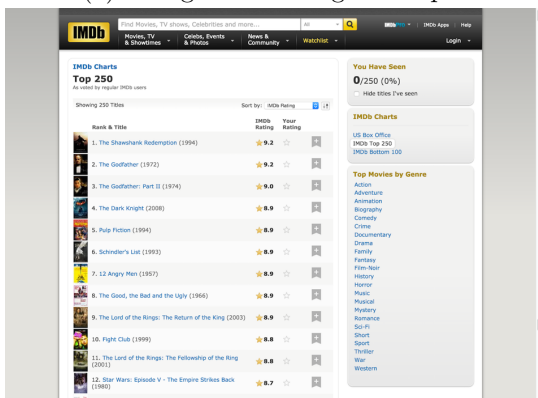 IMDb
Find Movies, TV shows, Celebrities and more...
All
IMDbPro
IMDb Apps
Help
Movies, TV
& Showtimes
Celebs, Events
& Photos
News &
Community
Watchlist
Login
IMDb Charts
Top 250
As voted by regular IMDb users
Showing 250 Titles
Sort by: IMDb Rating
Rank & Title
IMDb
Rating
Your
Rating
1. The Shawshank Redemption (1994) 9.2
2. The Godfather (1972) 9.2
3. The Godfather: Part II (1974) 9.0
4. The Dark Knight (2008) 8.9
5. Pulp Fiction (1994) 8.9
6. Schindler's List (1993) 8.9
7. 12 Angry Men (1957) 8.9
8. The Good, the Bad and the Ugly (1966) 8.9
9. The Lord of the Rings: The Return of the King (2003) 8.9
10. Fight Club (1999) 8.8
11. The Lord of the Rings: The Fellowship of the Ring
(2001) 8.8
12. Star Wars: Episode V - The Empire Strikes Back
(1980) 8.7
You Have Seen
0/250 (0%)
Hide titles I've seen
IMDb Charts
US Box Office
IMDb Top 250
IMDb Bottom 100
Top Movies by Genre
Action
Adventure
Animation
Biography
Comedy
Crime
Documentary
Drama
Family
Fantasy
Film-Noir
History
Horror
Music
Musical
Mystery
Romance
Sci-Fi
Short
Sport
Thriller
War
Western